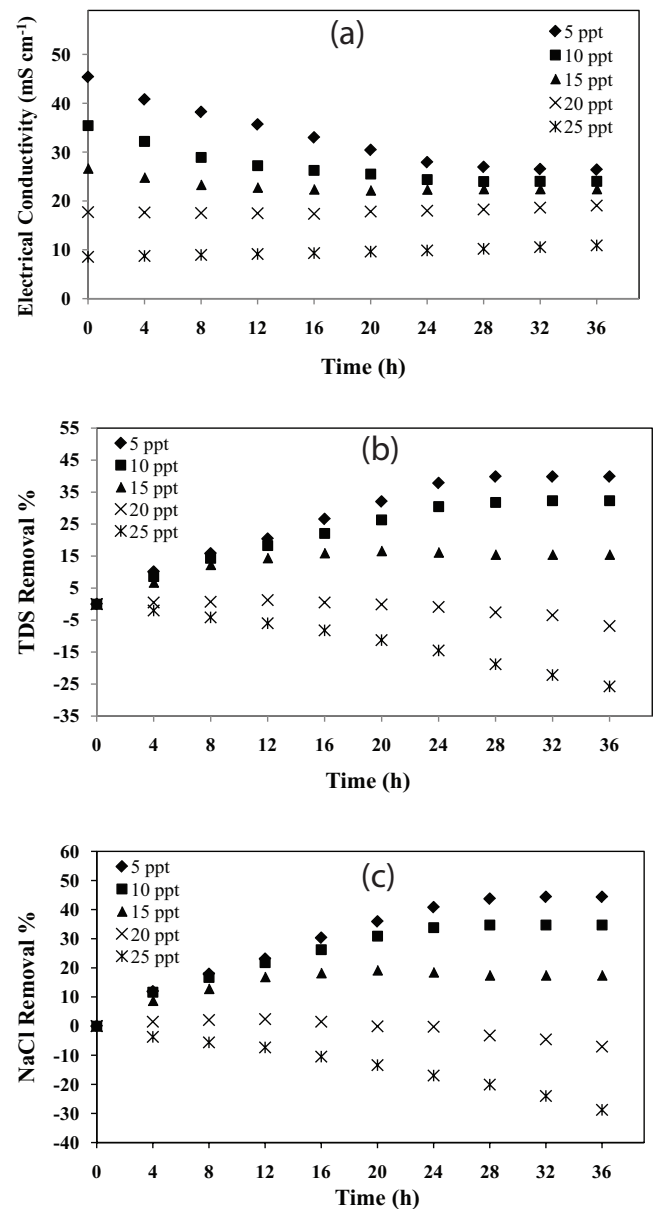 (a)
Electrical Conductivity (mS cm⁻¹)
50
40
30
20
10
0
5 ppt
10 ppt
15 ppt
20 ppt
25 ppt
0 4 8 12 16 20 24 28 32 36
Time (h)
(b)
TDS Removal %
55
45
35
25
15
5
-5
-15
-25
-35
5 ppt
10 ppt
15 ppt
20 ppt
25 ppt
0 4 8 12 16 20 24 28 32 36
Time (h)
(c)
NaCl Removal %
60
50
40
30
20
10
0
-10
-20
-30
-40
5 ppt
10 ppt
15 ppt
20 ppt
25 ppt
0 4 8 12 16 20 24 28 32 36
Time (h)